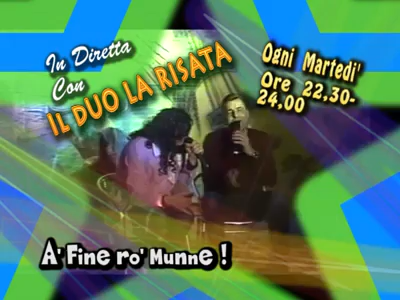 In Diretta
Con
IL DUO LA RISATA
Ogni Martedi'
Ore 22.30-
24.00
A' Fine ro' Munne !